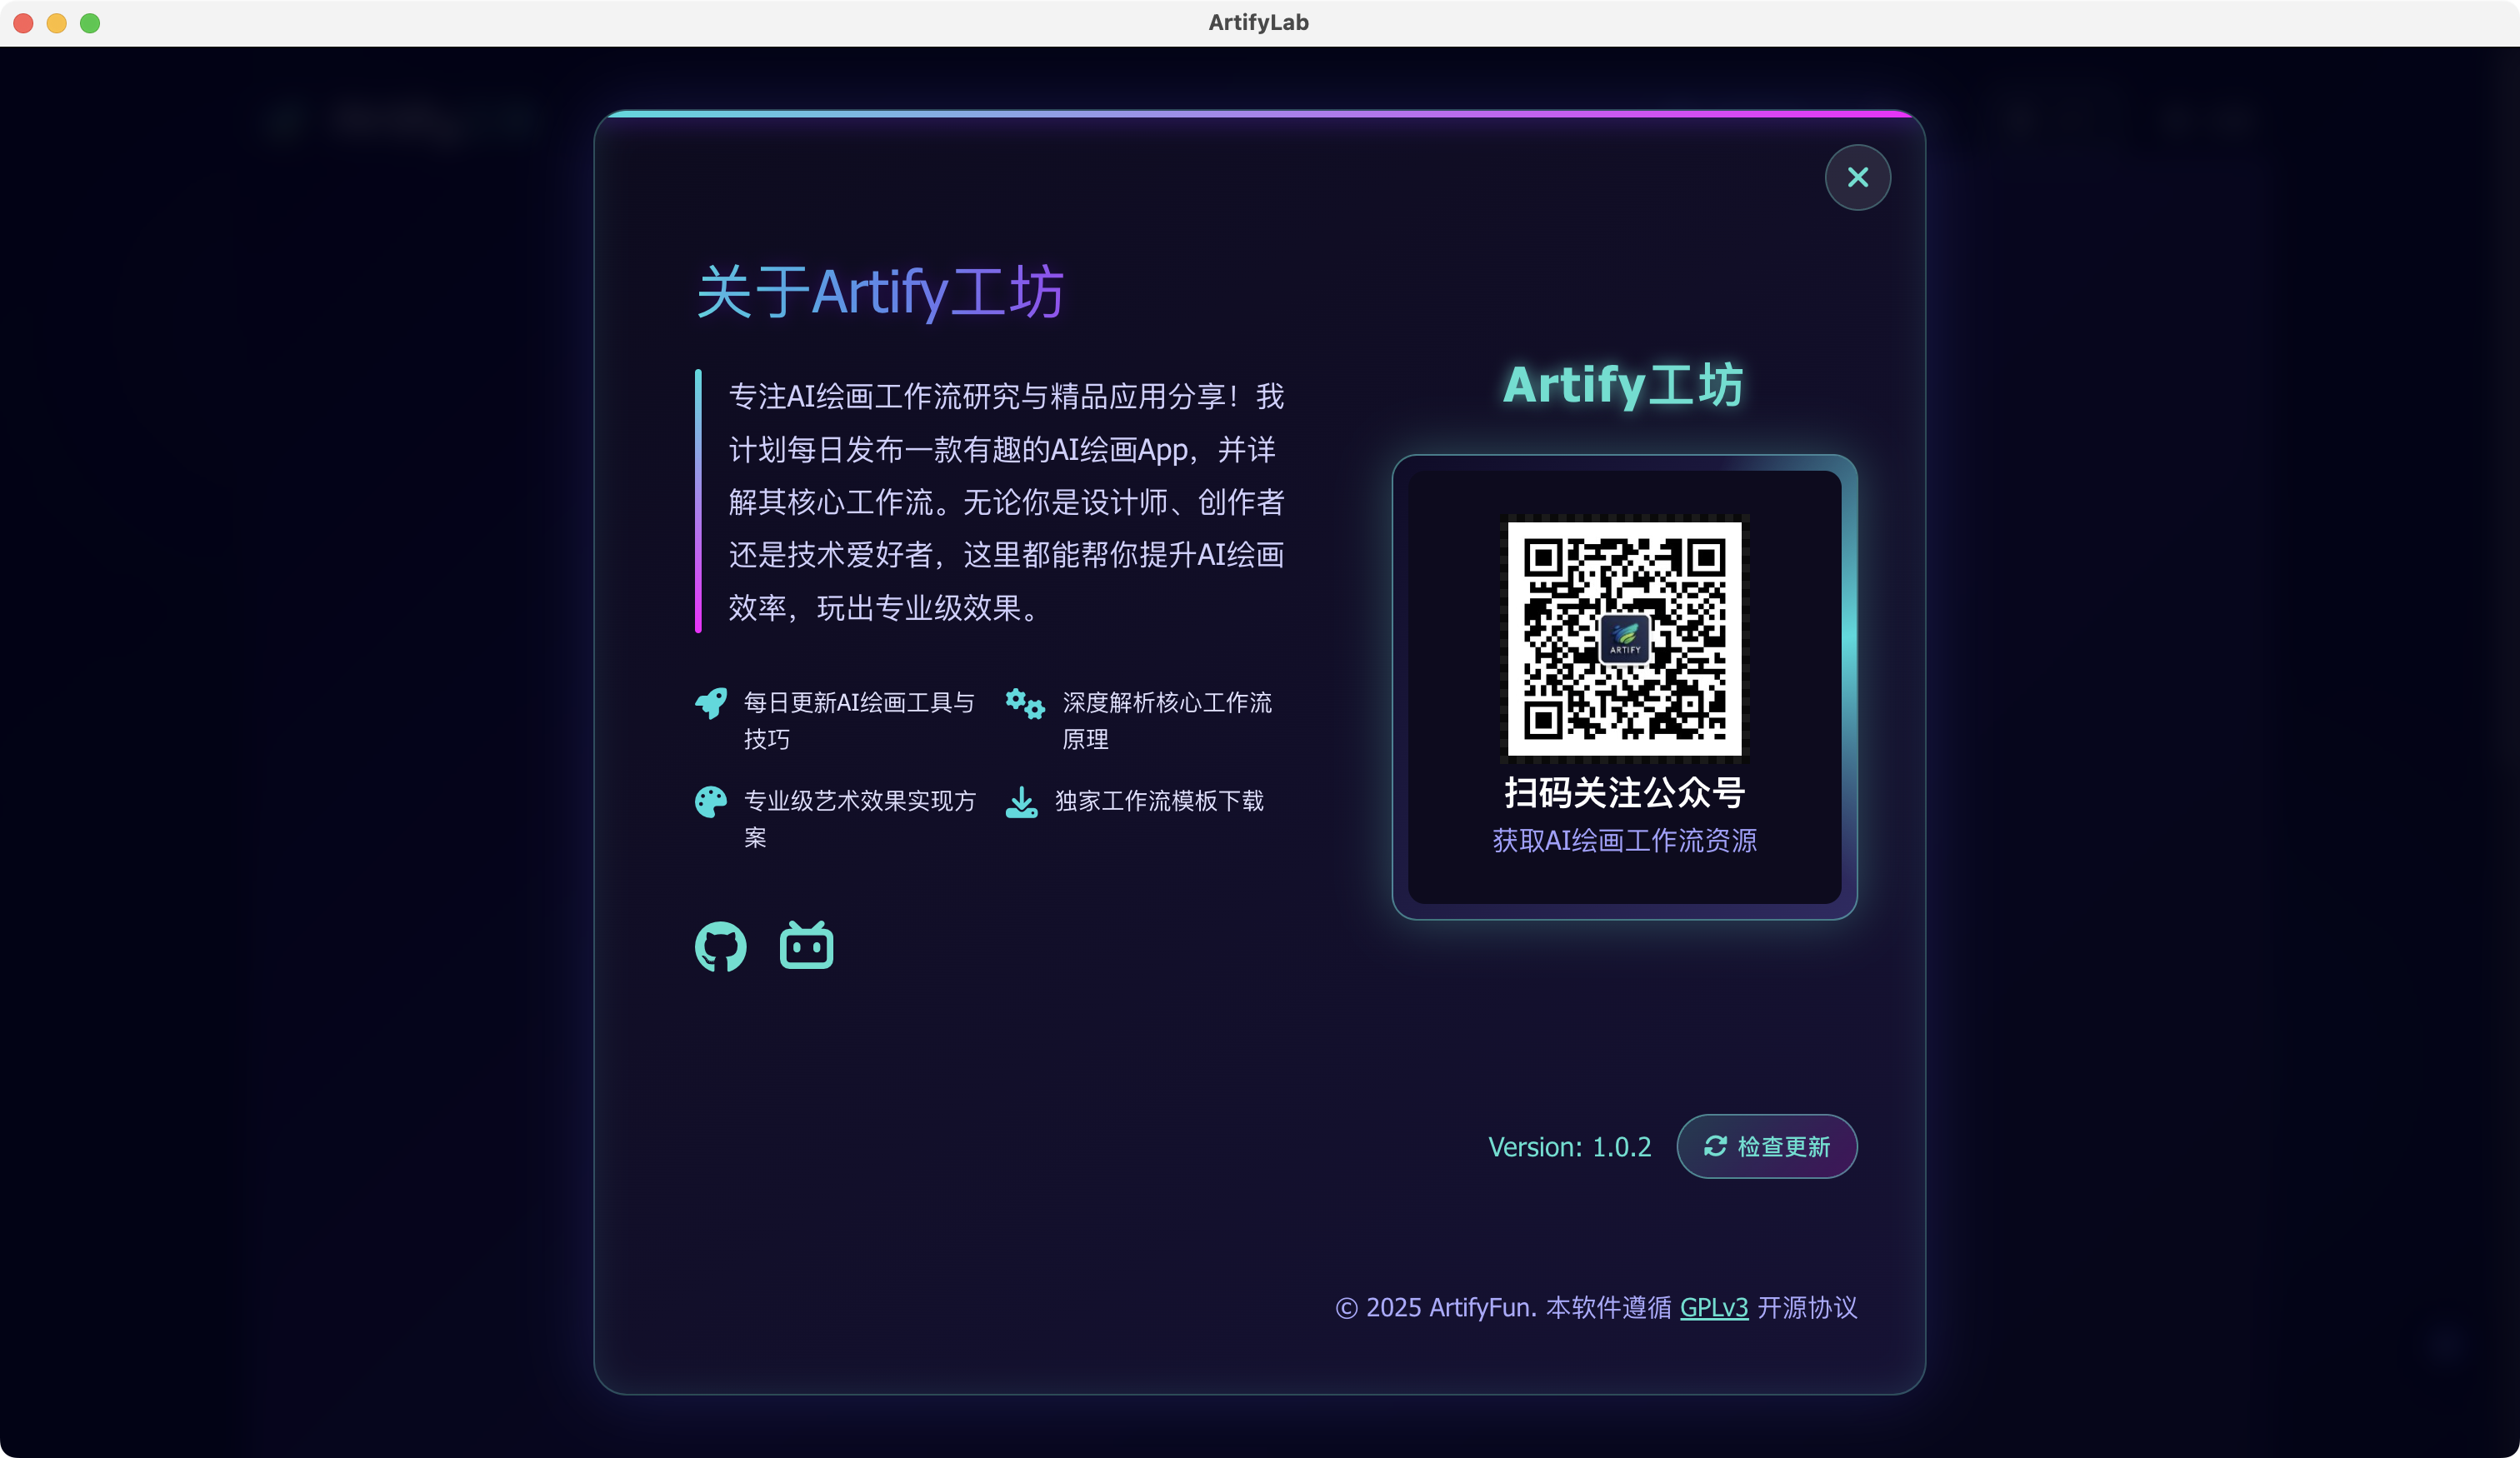 ArtifyLab
关于Artify工坊
专注AI绘画工作流研究与精品应用分享！我
计划每日发布一款有趣的AI绘画App，并详
解其核心工作流。无论你是设计师、创作者
还是技术爱好者，这里都能帮你提升AI绘画
效率，玩出专业级效果。
每日更新AI绘画工具与
技巧
深度解析核心工作流
原理
专业级艺术效果实现方
案
独家工作流模板下载
Artify工坊
ARTIFY
扫码关注公众号
获取AI绘画工作流资源
Version: 1.0.2
检查更新
© 2025 ArtifyFun. 本软件遵循 GPLv3 开源协议